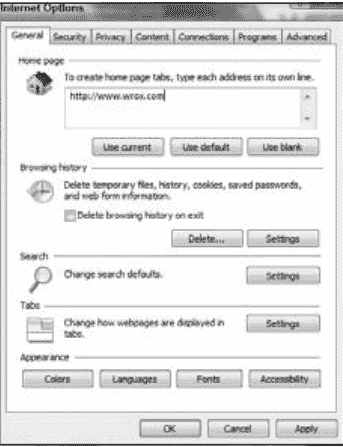 Internet Options
General Security Privacy Content Connections Programs Advanced
Home page
To create home page tabs, type each address on its own line.
http://www.wrox.com
Use current Use default Use blank
Browsing history
Delete temporary files, history, cookies, saved passwords,
and web form information.
Delete browsing history on exit
Delete... Settings
Search
Change search defaults. Settings
Tabs
Change how webpages are displayed in Settings
tabs.
Appearance
Colors Languages Fonts Accessibility
OK Cancel Apply